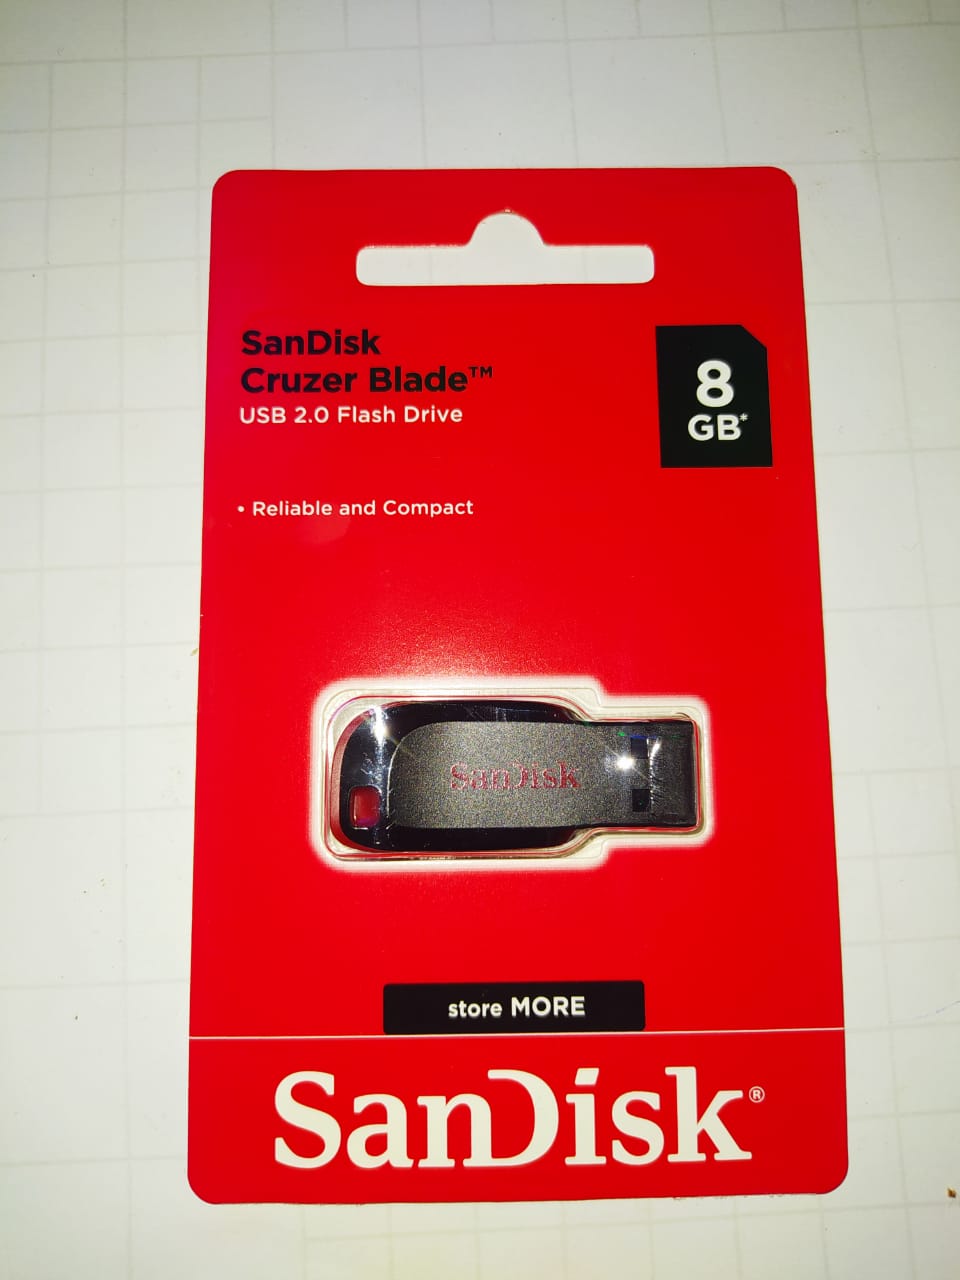 SanDisk
Cruzer Blade™
USB 2.0 Flash Drive
8
GB*
• Reliable and Compact
SanDisk
store MORE
SanDisk®